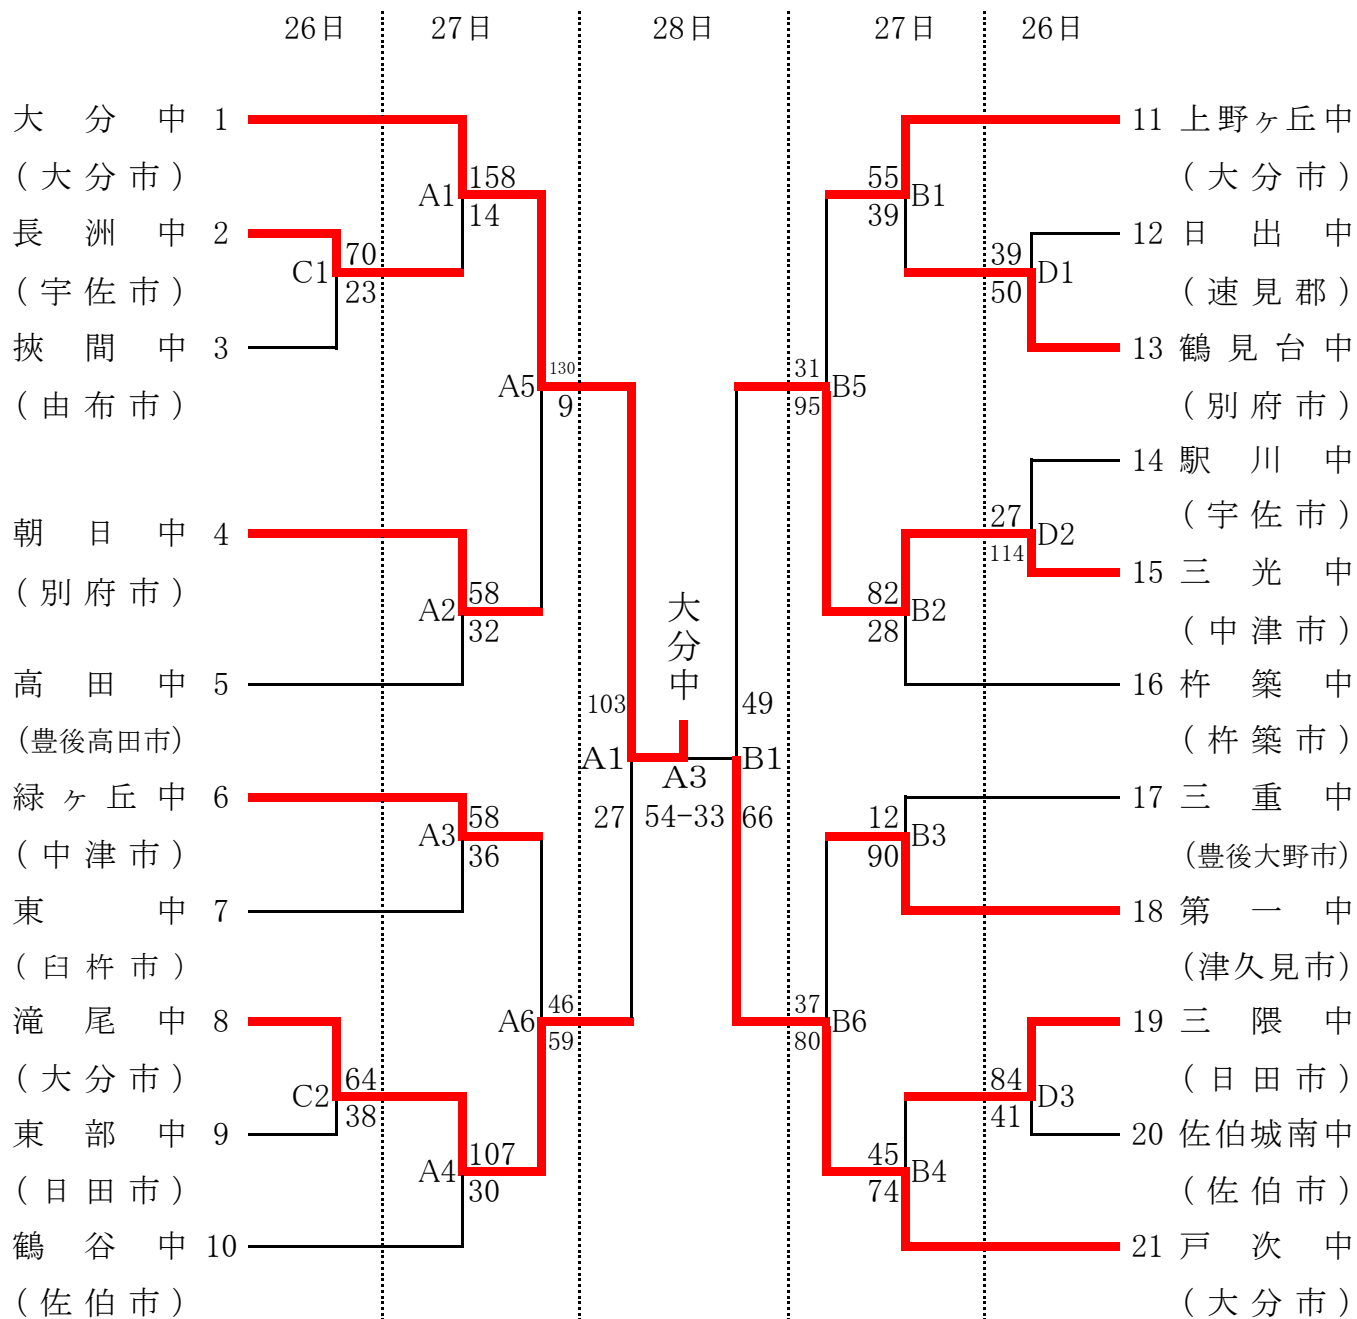 26日 27日 28日 27日 26日
大分中 1
(大分市)
長洲中 2
(宇佐市)
挾間中 3
(由布市)
朝日中 4
(別府市)
高田中 5
(豊後高田市)
緑ヶ丘中 6
(中津市)
東中 7
(臼杵市)
滝尾中 8
(大分市)
東部中 9
(日田市)
鶴谷中 10
(佐伯市)
C1 70 23
C2 64 38
A1 158 14
A2 58 32
A3 58 36
A4 107 30
A5 130 9
A6 46 59
A1 103 27
大分中
A3
54-33
B1 49 66
B5 31 95
B6 37 80
B1 55 39
B2 82 28
B3 12 90
B4 45 74
D1 39 50
D2 27 114
D3 84 41
11 上野ヶ丘中
(大分市)
12 日出中
(速見郡)
13 鶴見台中
(別府市)
14 駅川中
(宇佐市)
15 三光中
(中津市)
16 杵築中
(杵築市)
17 三重中
(豊後大野市)
18 第一中
(津久見市)
19 三隈中
(日田市)
20 佐伯城南中
(佐伯市)
21 戸次中
(大分市)